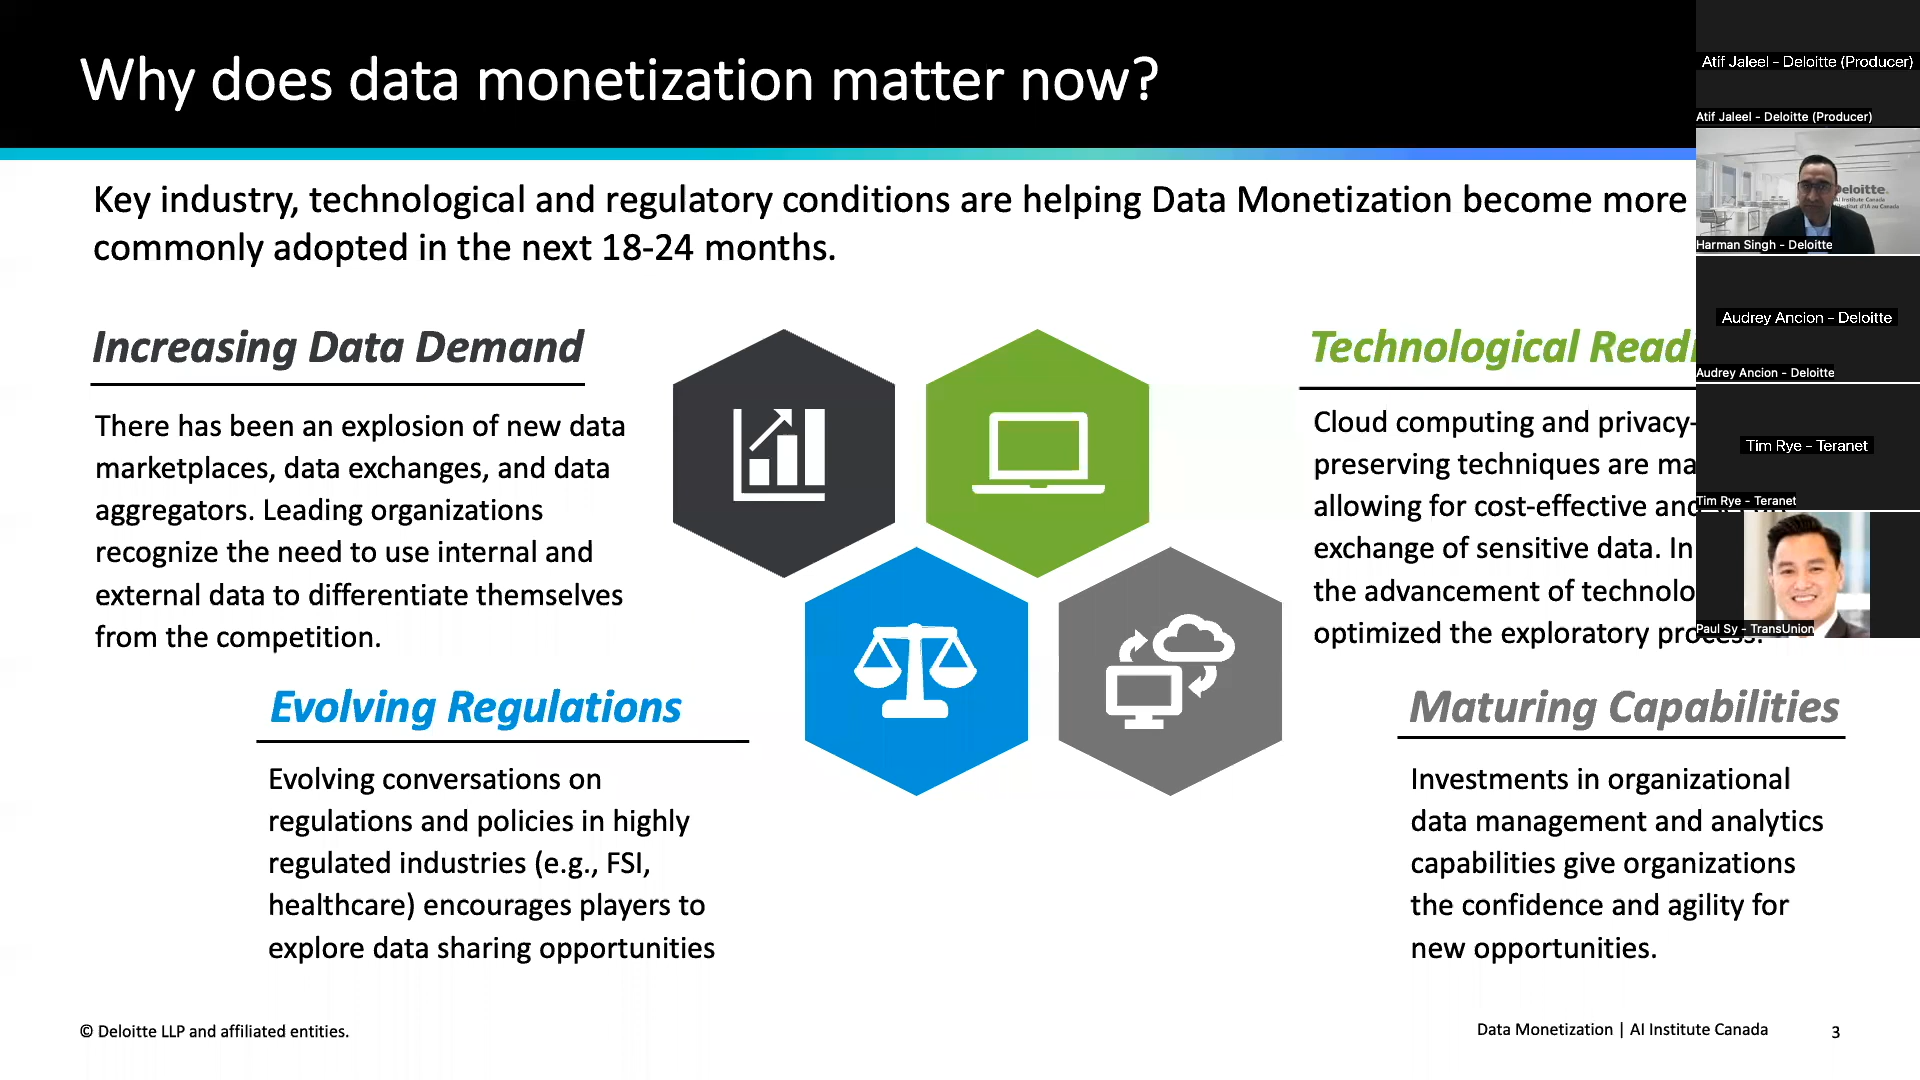 Why does data monetization matter now?
Key industry, technological and regulatory conditions are helping Data Monetization become more
commonly adopted in the next 18-24 months.
Increasing Data Demand
There has been an explosion of new data
marketplaces, data exchanges, and data
aggregators. Leading organizations
recognize the need to use internal and
external data to differentiate themselves
from the competition.
Technological
Cloud computing and privacy-
preserving techniques are
allowing for cost-effective and
exchange of sensitive data. In
the advancement of
optimized the exploratory process.
Evolving Regulations
Evolving conversations on
regulations and policies in highly
regulated industries (e.g., FSI,
healthcare) encourages players to
explore data sharing opportunities
Maturing Capabilities
Investments in organizational
data management and analytics
capabilities give organizations
the confidence and agility for
new opportunities.
© Deloitte LLP and affiliated entities.
Data Monetization | AI Institute Canada
3
Atif Jaleel - Deloitte (Producer)
Atif Jaleel - Deloitte (Producer)
Deloitte.
AI Institute Canada
Harman Singh - Deloitte
Audrey Ancion - Deloitte
Audrey Ancion - Deloitte
Tim Rye - Teranet
Tim Rye - Teranet
Paul Sy - TransUnion